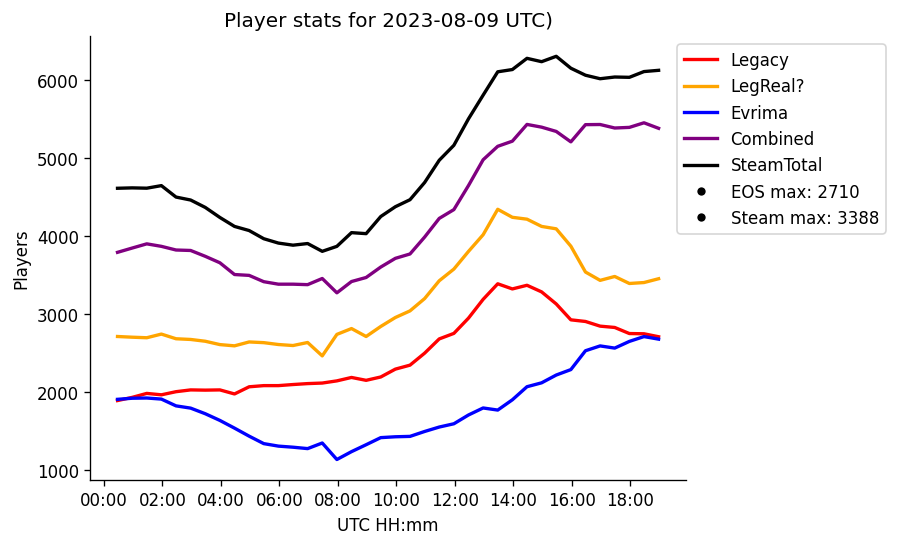 Player stats for 2023-08-09 UTC)
Legacy
LegReal?
Evrima
Combined
SteamTotal
EOS max: 2710
Steam max: 3388
Players
6000
5000
4000
3000
2000
1000
00:00 02:00 04:00 06:00 08:00 10:00 12:00 14:00 16:00 18:00
UTC HH:mm